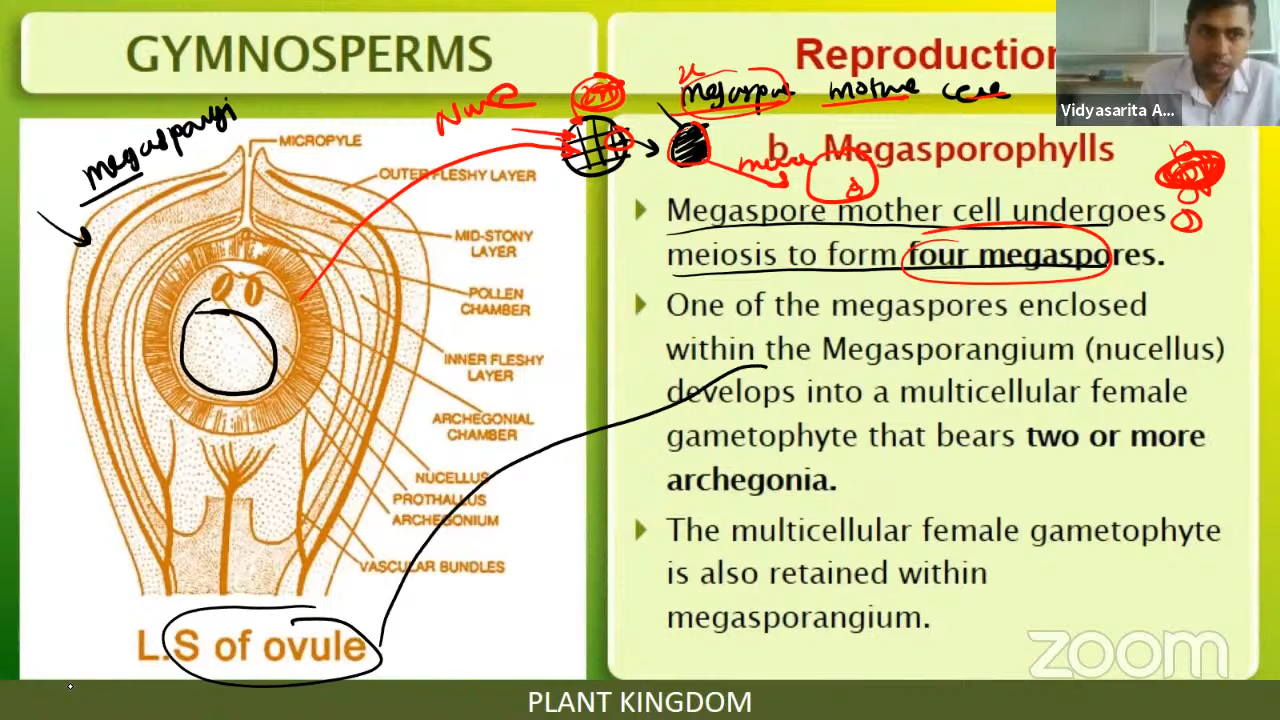 GYMNOSPERMS
Reproduction
Vidyasarita A...
megaspore mother cell
2n
megasporangi
MICROPYLE
OUTER FLESHY LAYER
MID-STONY
LAYER
POLLEN
CHAMBER
INNER FLESHY
LAYER
ARCHEGONIAL
CHAMBER
NUCELLUS
PROTHALLUS
ARCHEGONIUM
VASCULAR BUNDLES
L.S of ovule
b. Megasporophylls
Megaspore mother cell undergoes
meiosis to form four megaspores.
One of the megaspores enclosed
within the Megasporangium (nucellus)
develops into a multicellular female
gametophyte that bears two or more
archegonia.
The multicellular female gametophyte
is also retained within
megasporangium.
zoom
PLANT KINGDOM